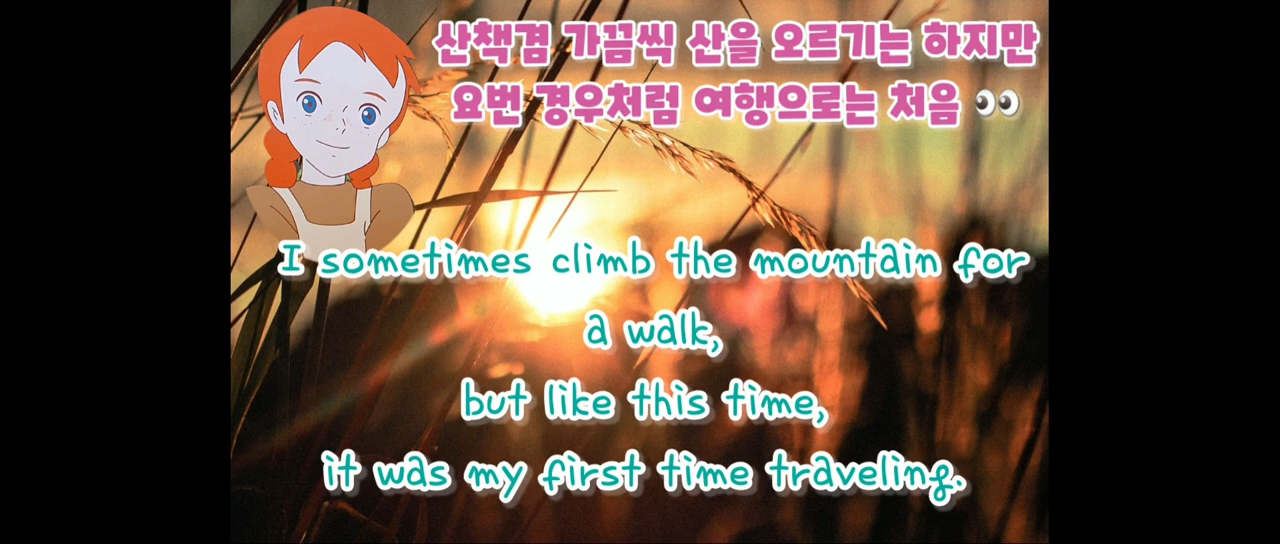 산책겸 가끔씩 산을 오르기는 하지만
요번 경우처럼 여행으로는 처음 👀
I sometimes climb the mountain for
a walk,
but like this time,
it was my first time traveling.